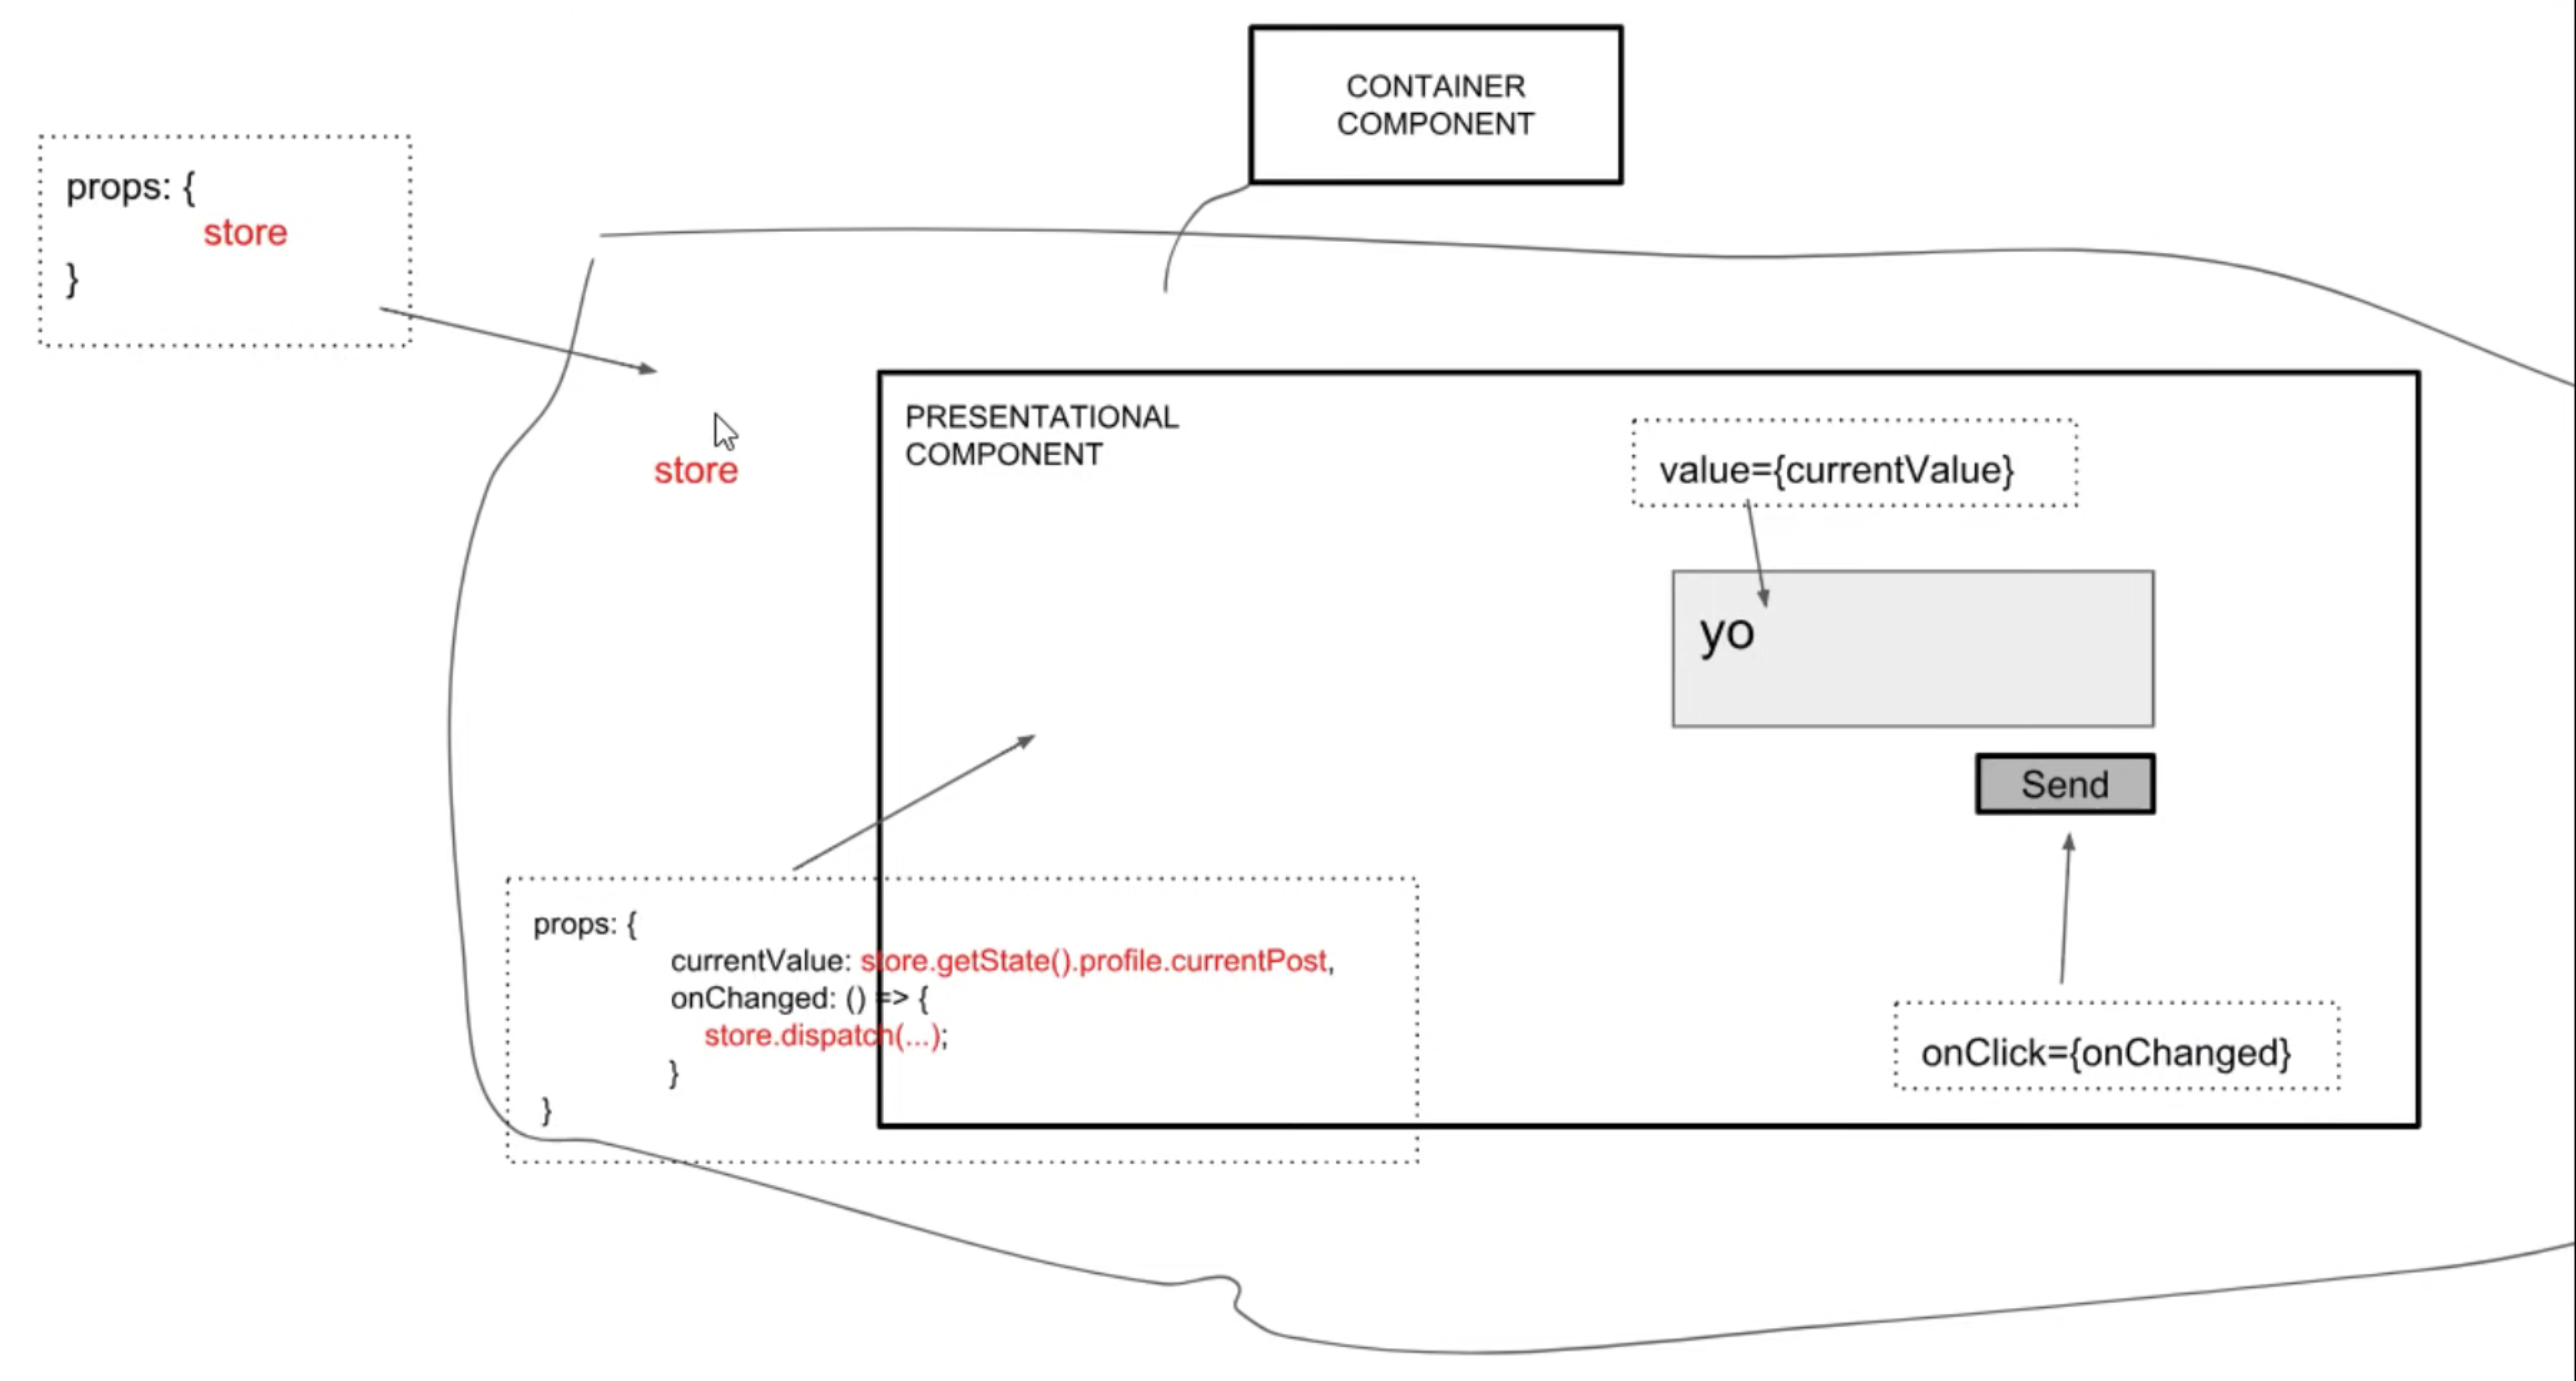 CONTAINER
COMPONENT
props: {
store
}
store
PRESENTATIONAL
COMPONENT
value={currentValue}
yo
Send
props: {
currentValue: store.getState().profile.currentPost,
onChanged: () => {
store.dispatch(...);
}
}
onClick={onChanged}